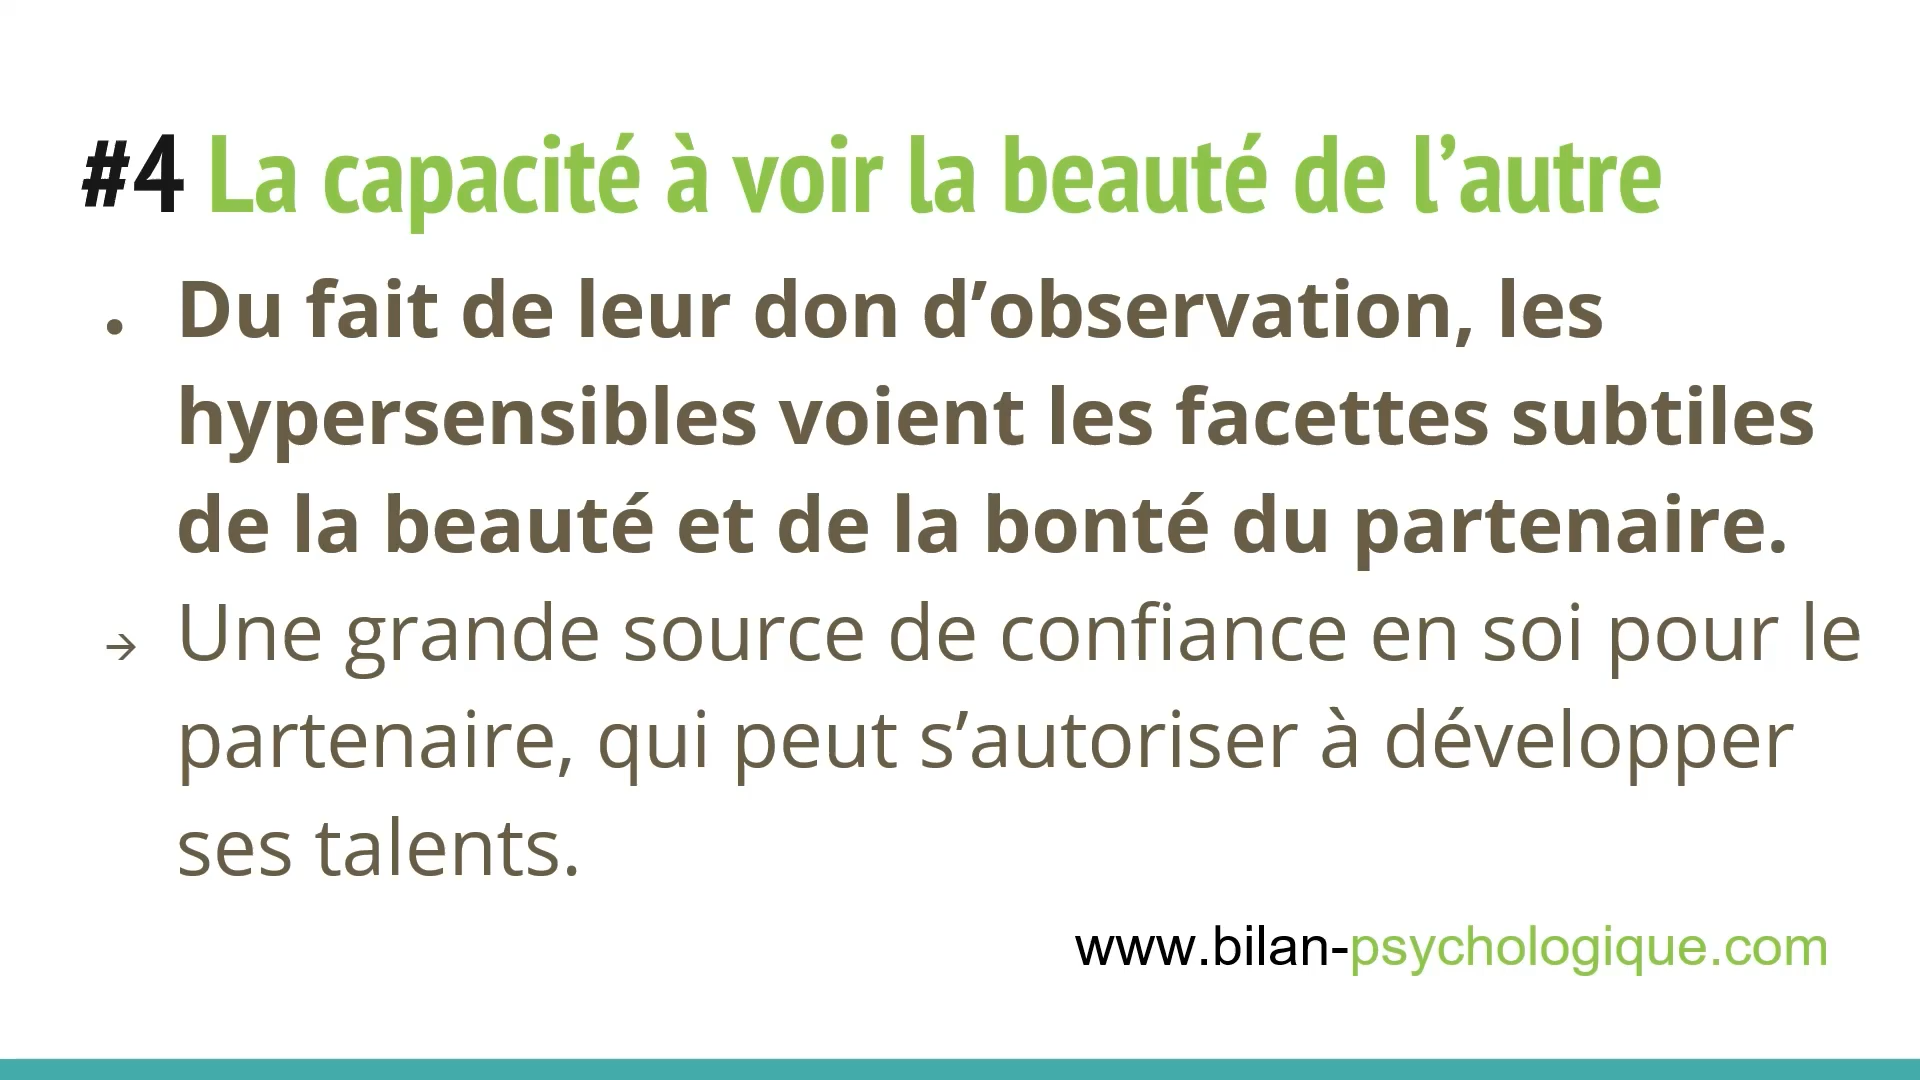 #4 La capacité à voir la beauté de l’autre
• Du fait de leur don d’observation, les
hypersensibles voient les facettes subtiles
de la beauté et de la bonté du partenaire.
→ Une grande source de confiance en soi pour le
partenaire, qui peut s’autoriser à développer
ses talents.
www.bilan-psychologique.com